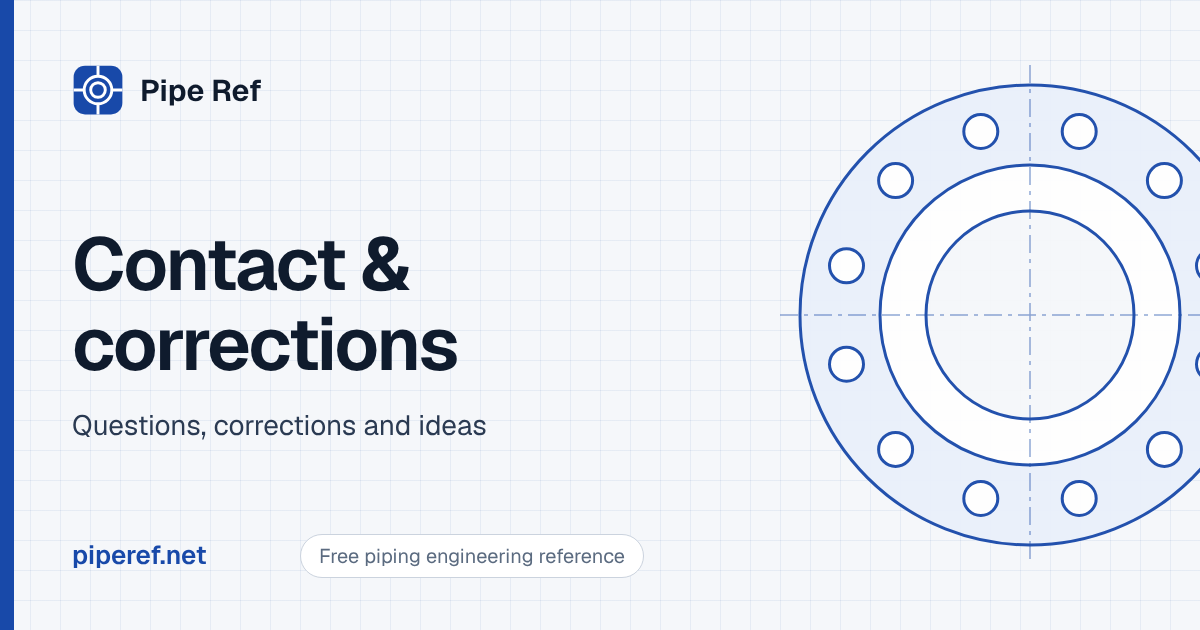 Pipe Ref
Contact &
corrections
Questions, corrections and ideas
piperef.net
Free piping engineering reference